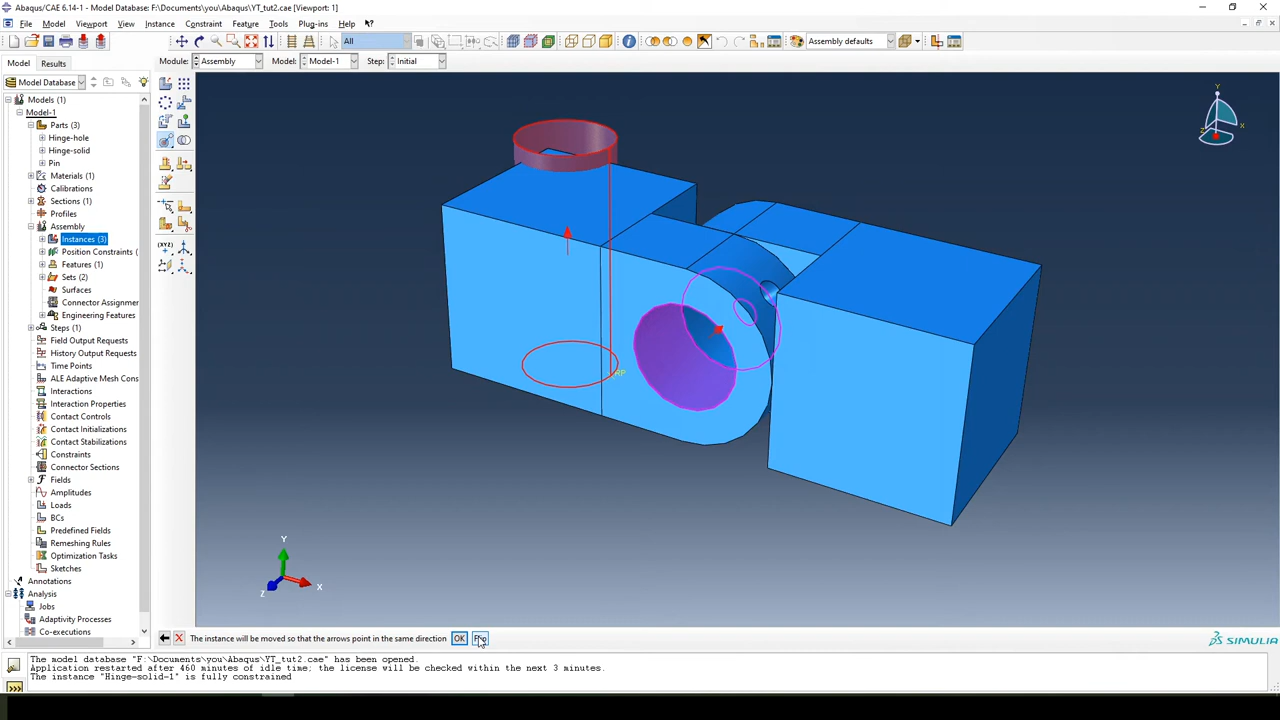 Abaqus/CAE 6.14-1 - Model Database: F:\Documents\you\Abaqus\YT_tut2.cae [Viewport: 1]
File Model Viewport View Instance Constraint Feature Tools Plug-ins Help
All Assembly defaults
Model Results Module: Assembly Model: Model-1 Step: Initial
Model Database
Models (1)
Model-1
Parts (3)
Hinge-hole
Hinge-solid
Pin
Materials (1)
Calibrations
Sections (1)
Profiles
Assembly
Instances (3)
Position Constraints (
Features (1)
Sets (2)
Surfaces
Connector Assignmer
Engineering Features
Steps (1)
Field Output Requests
History Output Requests
Time Points
ALE Adaptive Mesh Cons
Interactions
Interaction Properties
Contact Controls
Contact Initializations
Contact Stabilizations
Constraints
Connector Sections
Fields
Amplitudes
Loads
BCs
Predefined Fields
Remeshing Rules
Optimization Tasks
Sketches
Annotations
Analysis
Jobs
Adaptivity Processes
Co-executions
Y
X
Z
RP
Y
X
Z
The instance will be moved so that the arrows point in the same direction OK
SIMULIA
The model database "F:\Documents\you\Abaqus\YT_tut2.cae" has been opened.
Application restarted after 460 minutes of idle time; the license will be checked within the next 3 minutes.
The instance "Hinge-solid-1" is fully constrained